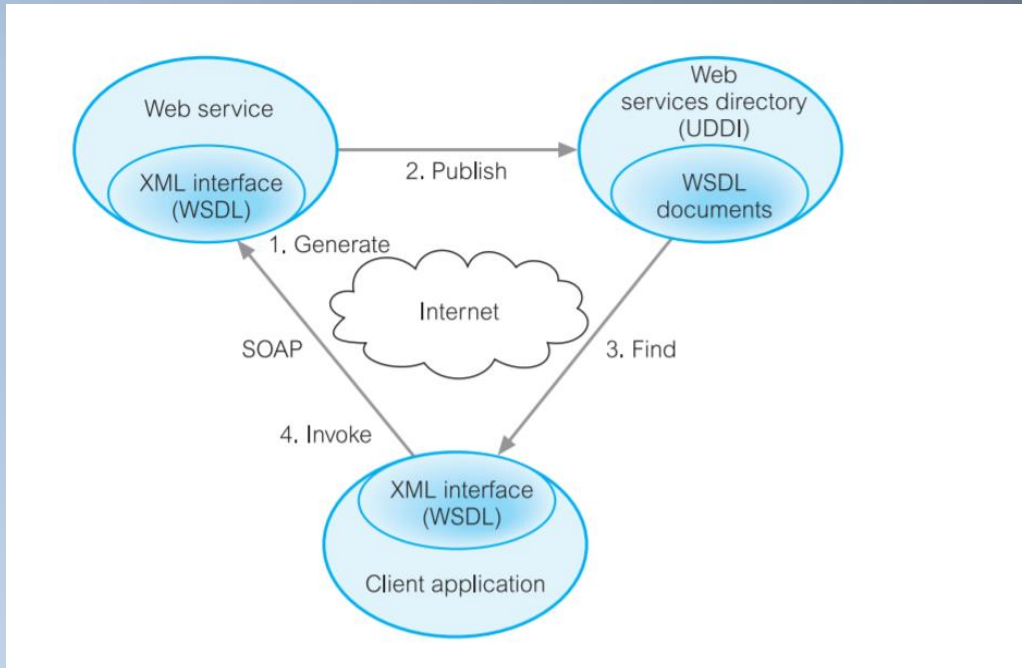 Web service
XML interface
(WSDL)
Web
services directory
(UDDI)
WSDL
documents
2. Publish
1. Generate
Internet
SOAP
3. Find
4. Invoke
XML interface
(WSDL)
Client application